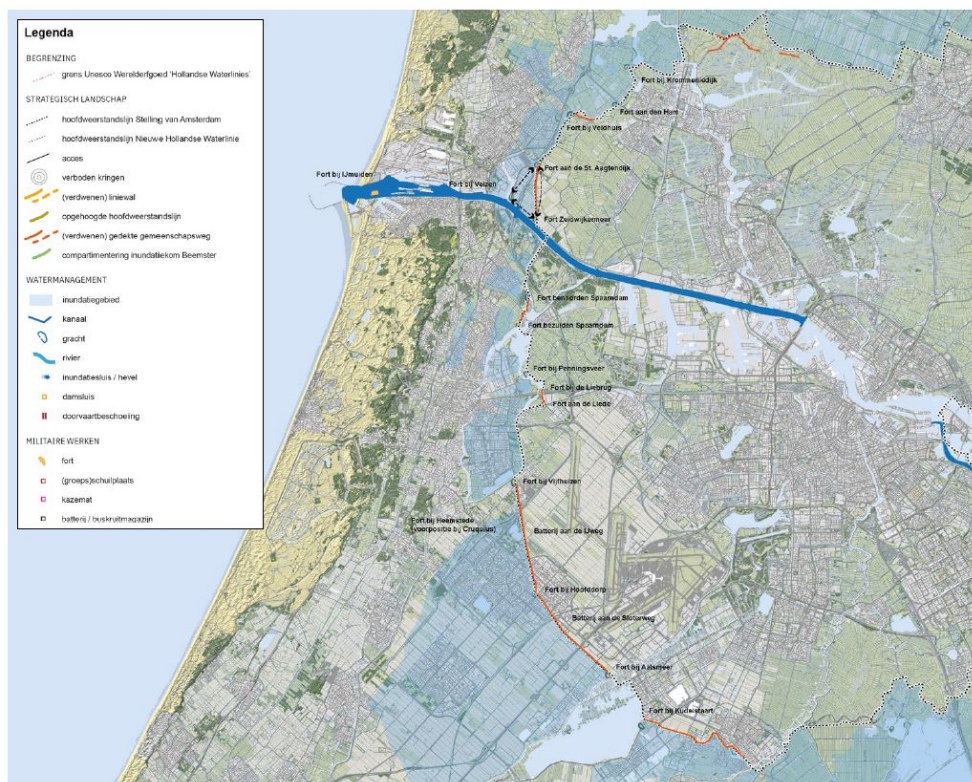 Legenda
BEGRENZING
grens Unesco Werelderfgoed 'Hollandse Waterlinies'
STRATEGISCH LANDSCHAP
hoofdweerstandslijn Stelling van Amsterdam
hoofdweerstandslijn Nieuwe Hollandse Waterlinie
acces
verboden kringen
(verdwenen) liniewal
opgehoogde hoofdweerstandslijn
(verdwenen) gedekte gemeenschapsweg
compartimentering inundatiekom Beemster
WATERMANAGEMENT
inundatiegebied
kanaal
gracht
rivier
inundatiesluis / hevel
damsluis
doorvaartbeschoeiing
MILITAIRE WERKEN
fort
(groeps)schuilplaats
kazemat
batterij / buskruitmagazijn
Fort bij Krommeniedijk
Fort aan den Ham
Fort bij Veldhuis
Fort aan de St. Aagtendijk
Fort bij IJmuiden
Fort bij Velzen
Fort Zuidwijkermeer
Fort benoorden Spaarndam
Fort bezuiden Spaarndam
Fort bij Penningsveer
Fort bij de Liebrug
Fort aan de Liede
Fort bij Vijfhuizen
Fort bij Heemstede
(voorpositie bij Cruquius)
Batterij aan de IJweg
Fort bij Hoofddorp
Batterij aan de Sloterweg
Fort bij Aalsmeer
Fort bij Kudelstaart